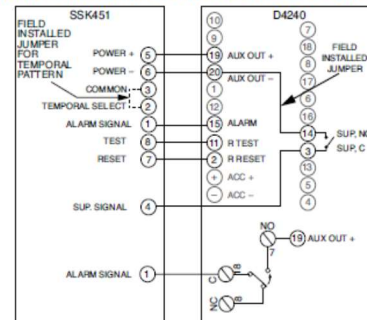 SSK451
D4240
FIELD
INSTALLED
JUMPER
FOR
TEMPORAL
PATTERN
POWER + 5
POWER – 6
COMMON 3
TEMPORAL SELECT 2
ALARM SIGNAL 1
TEST 8
RESET 7
SUP. SIGNAL 4
ALARM SIGNAL 1
10
9
19 AUX OUT +
20 AUX OUT –
1
12
15 ALARM
11 R TEST
2 R RESET
+ ACC +
– ACC –
7
18
8
17
6
16
14 SUP, NO
3 SUP, C
13
5
4
FIELD
INSTALLED
JUMPER
NO
7
19 AUX OUT +
C 8
NC 8